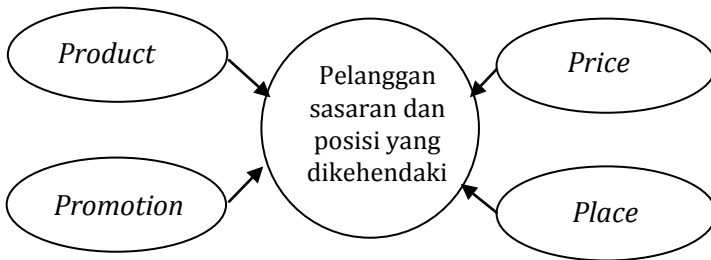 Product
Pelanggan
sasaran dan
posisi yang
dikehendaki
Price
Promotion
Place